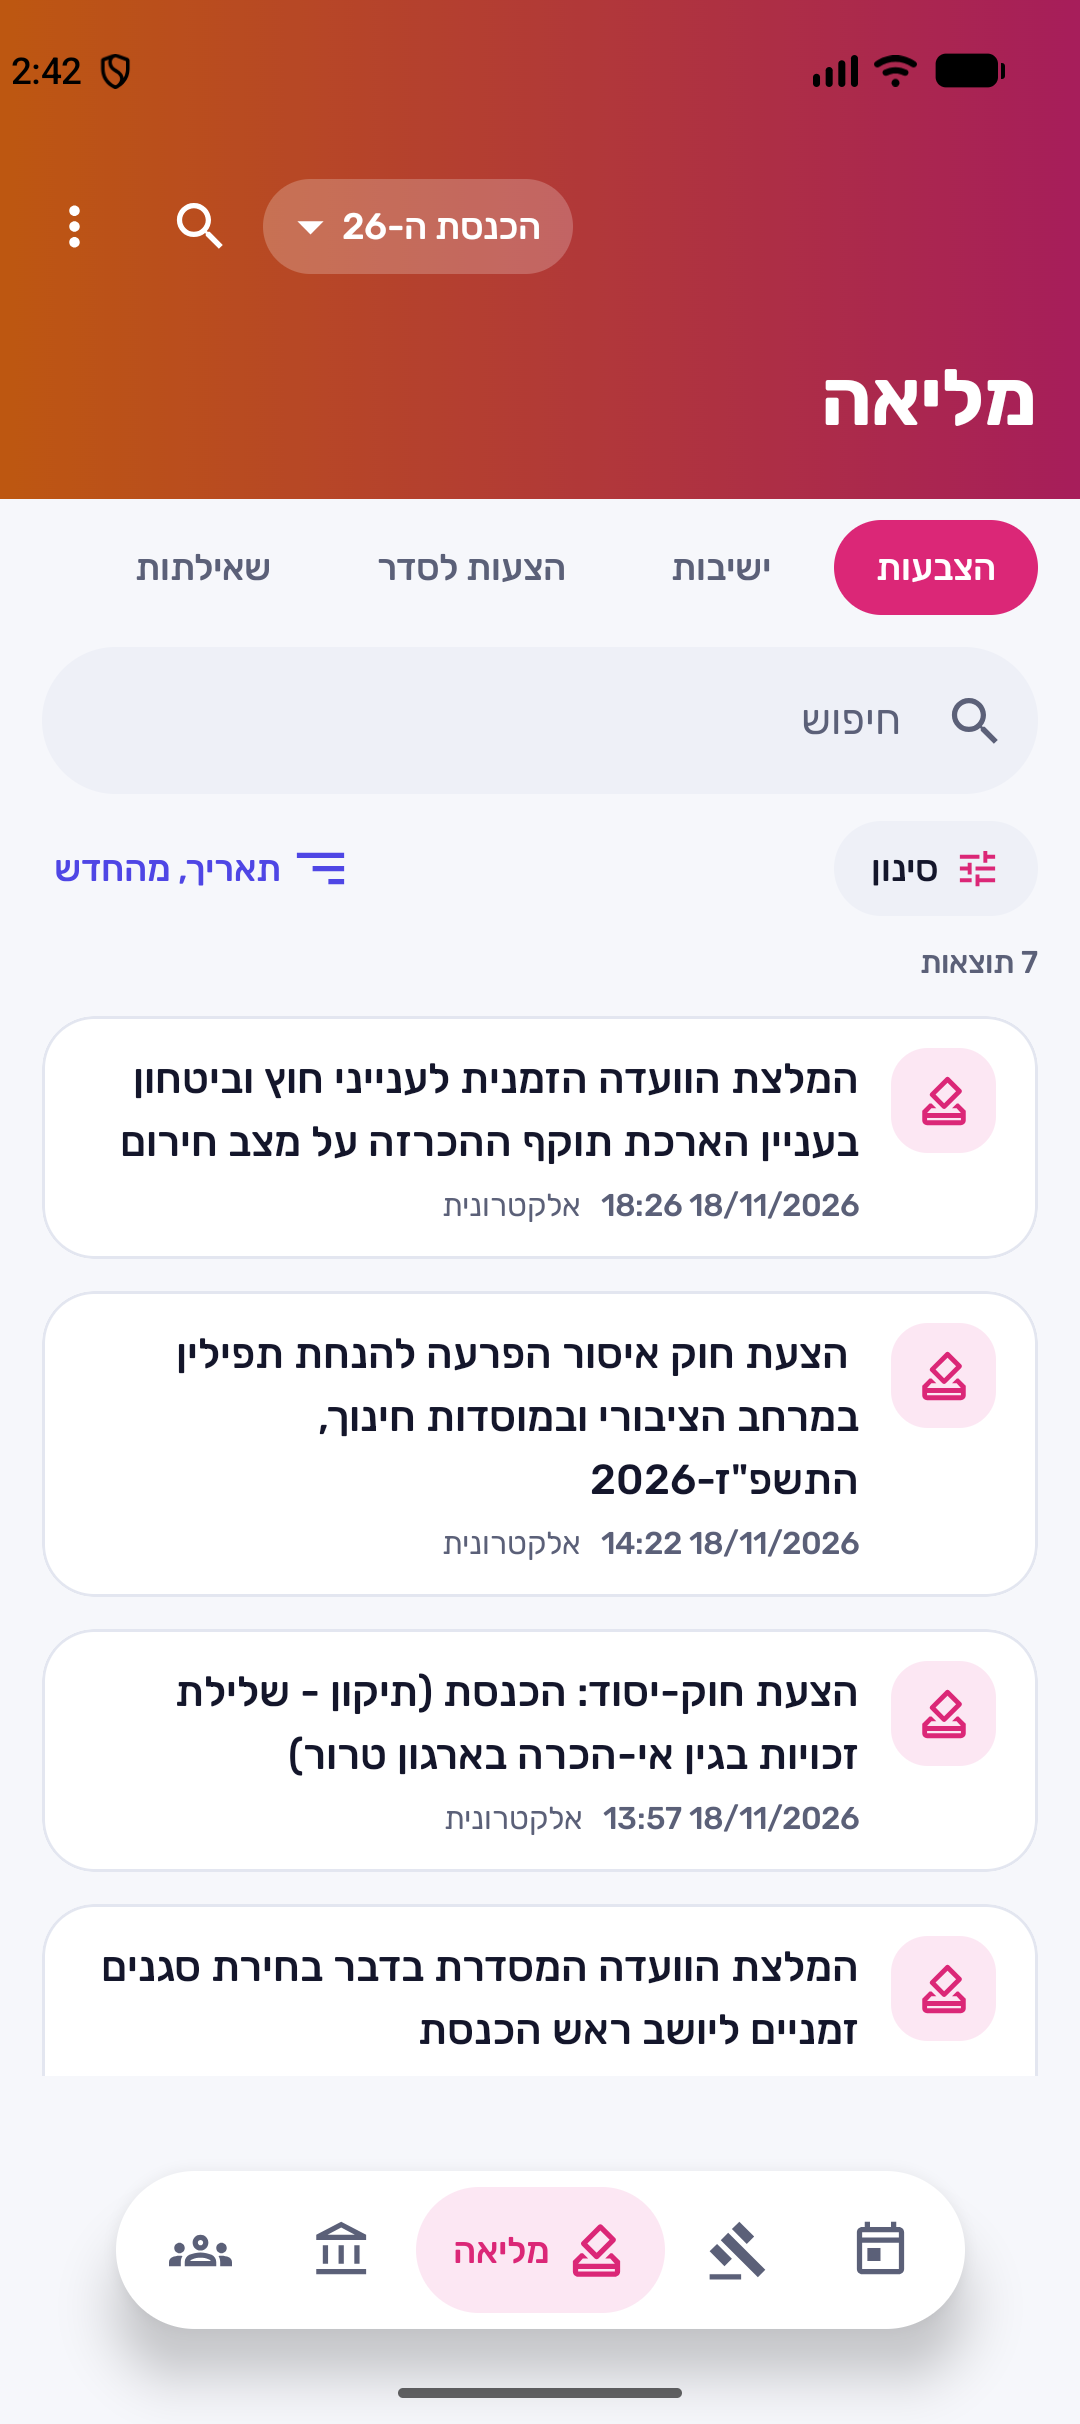 2:42
הכנסת ה-26
מליאה
הצבעות
ישיבות
הצעות לסדר
שאילתות
חיפוש
סינון
תאריך, מהחדש
7 תוצאות
המלצת הוועדה הזמנית לענייני חוץ וביטחון
בעניין הארכת תוקף ההכרזה על מצב חירום
18/11/2026 18:26 אלקטרונית
הצעת חוק איסור הפרעה להנחת תפילין
במרחב הציבורי ובמוסדות חינוך,
התשפ"ז-2026
18/11/2026 14:22 אלקטרונית
הצעת חוק-יסוד: הכנסת (תיקון - שלילת
זכויות בגין אי-הכרה בארגון טרור)
18/11/2026 13:57 אלקטרונית
המלצת הוועדה המסדרת בדבר בחירת סגנים
זמניים ליושב ראש הכנסת
מליאה